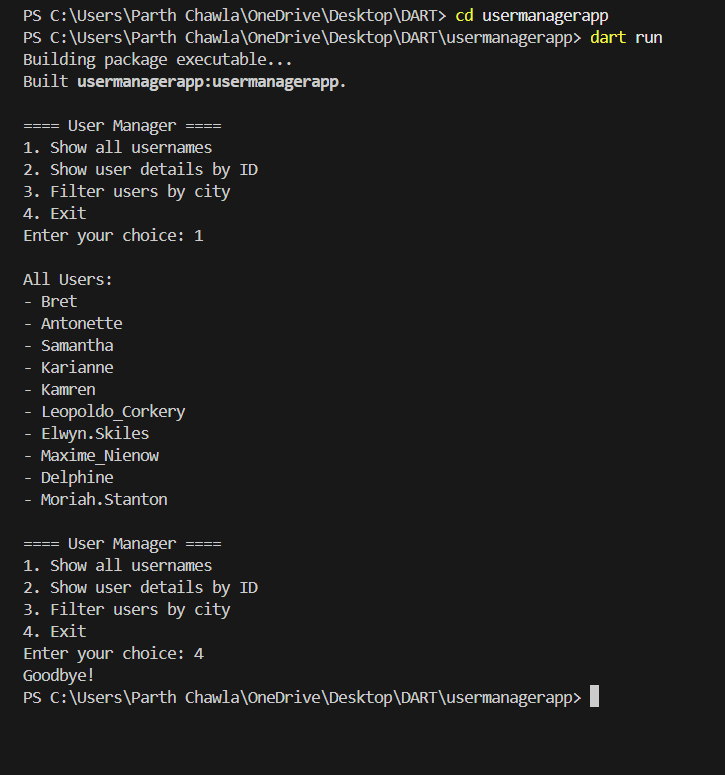 PS C:\Users\Parth Chawla\OneDrive\Desktop\DART> cd usermanagerapp
PS C:\Users\Parth Chawla\OneDrive\Desktop\DART\usermanagerapp> dart run
Building package executable...
Built usermanagerapp:usermanagerapp.
==== User Manager ====
1. Show all usernames
2. Show user details by ID
3. Filter users by city
4. Exit
Enter your choice: 1
All Users:
- Bret
- Antonette
- Samantha
- Karianne
- Kamren
- Leopoldo_Corkery
- Elwyn.Skiles
- Maxime_Nienow
- Delphine
- Moriah.Stanton
==== User Manager ====
1. Show all usernames
2. Show user details by ID
3. Filter users by city
4. Exit
Enter your choice: 4
Goodbye!
PS C:\Users\Parth Chawla\OneDrive\Desktop\DART\usermanagerapp>